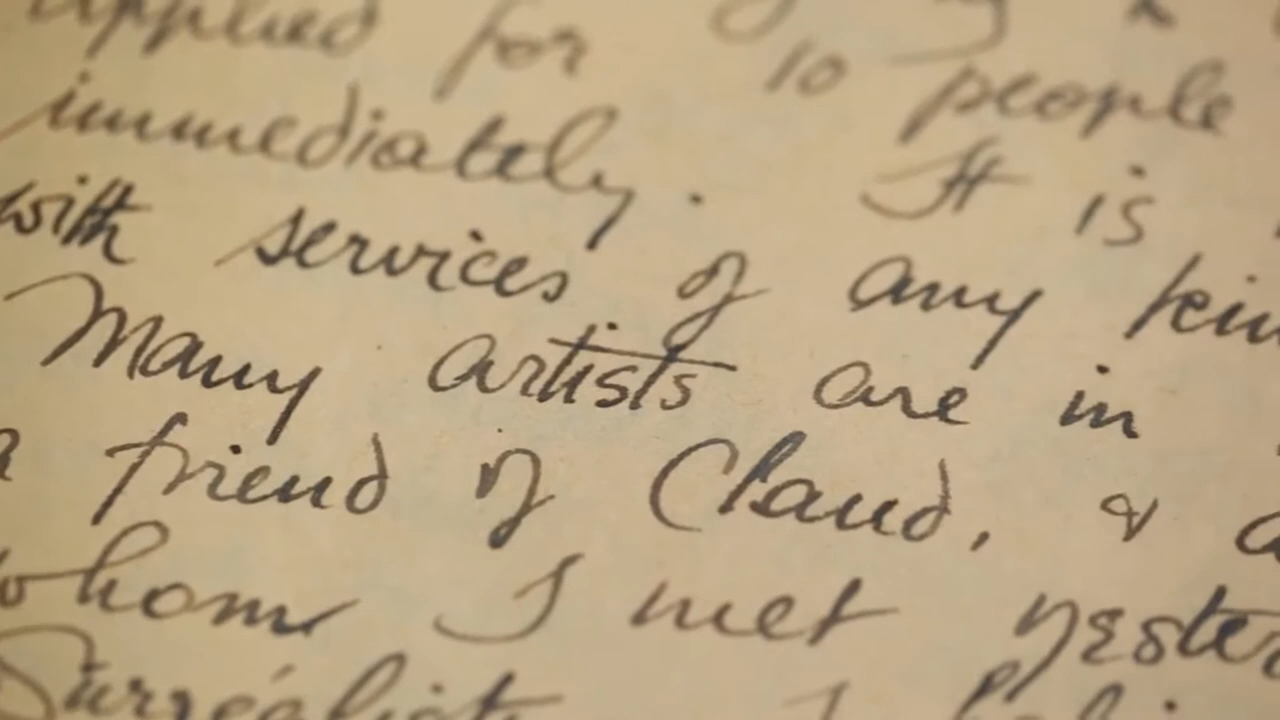 applied for 10 people
immediately. It is
with services of any kin
Many artists are in
a friend of Claud, & a
whom I met yester
Surréalist